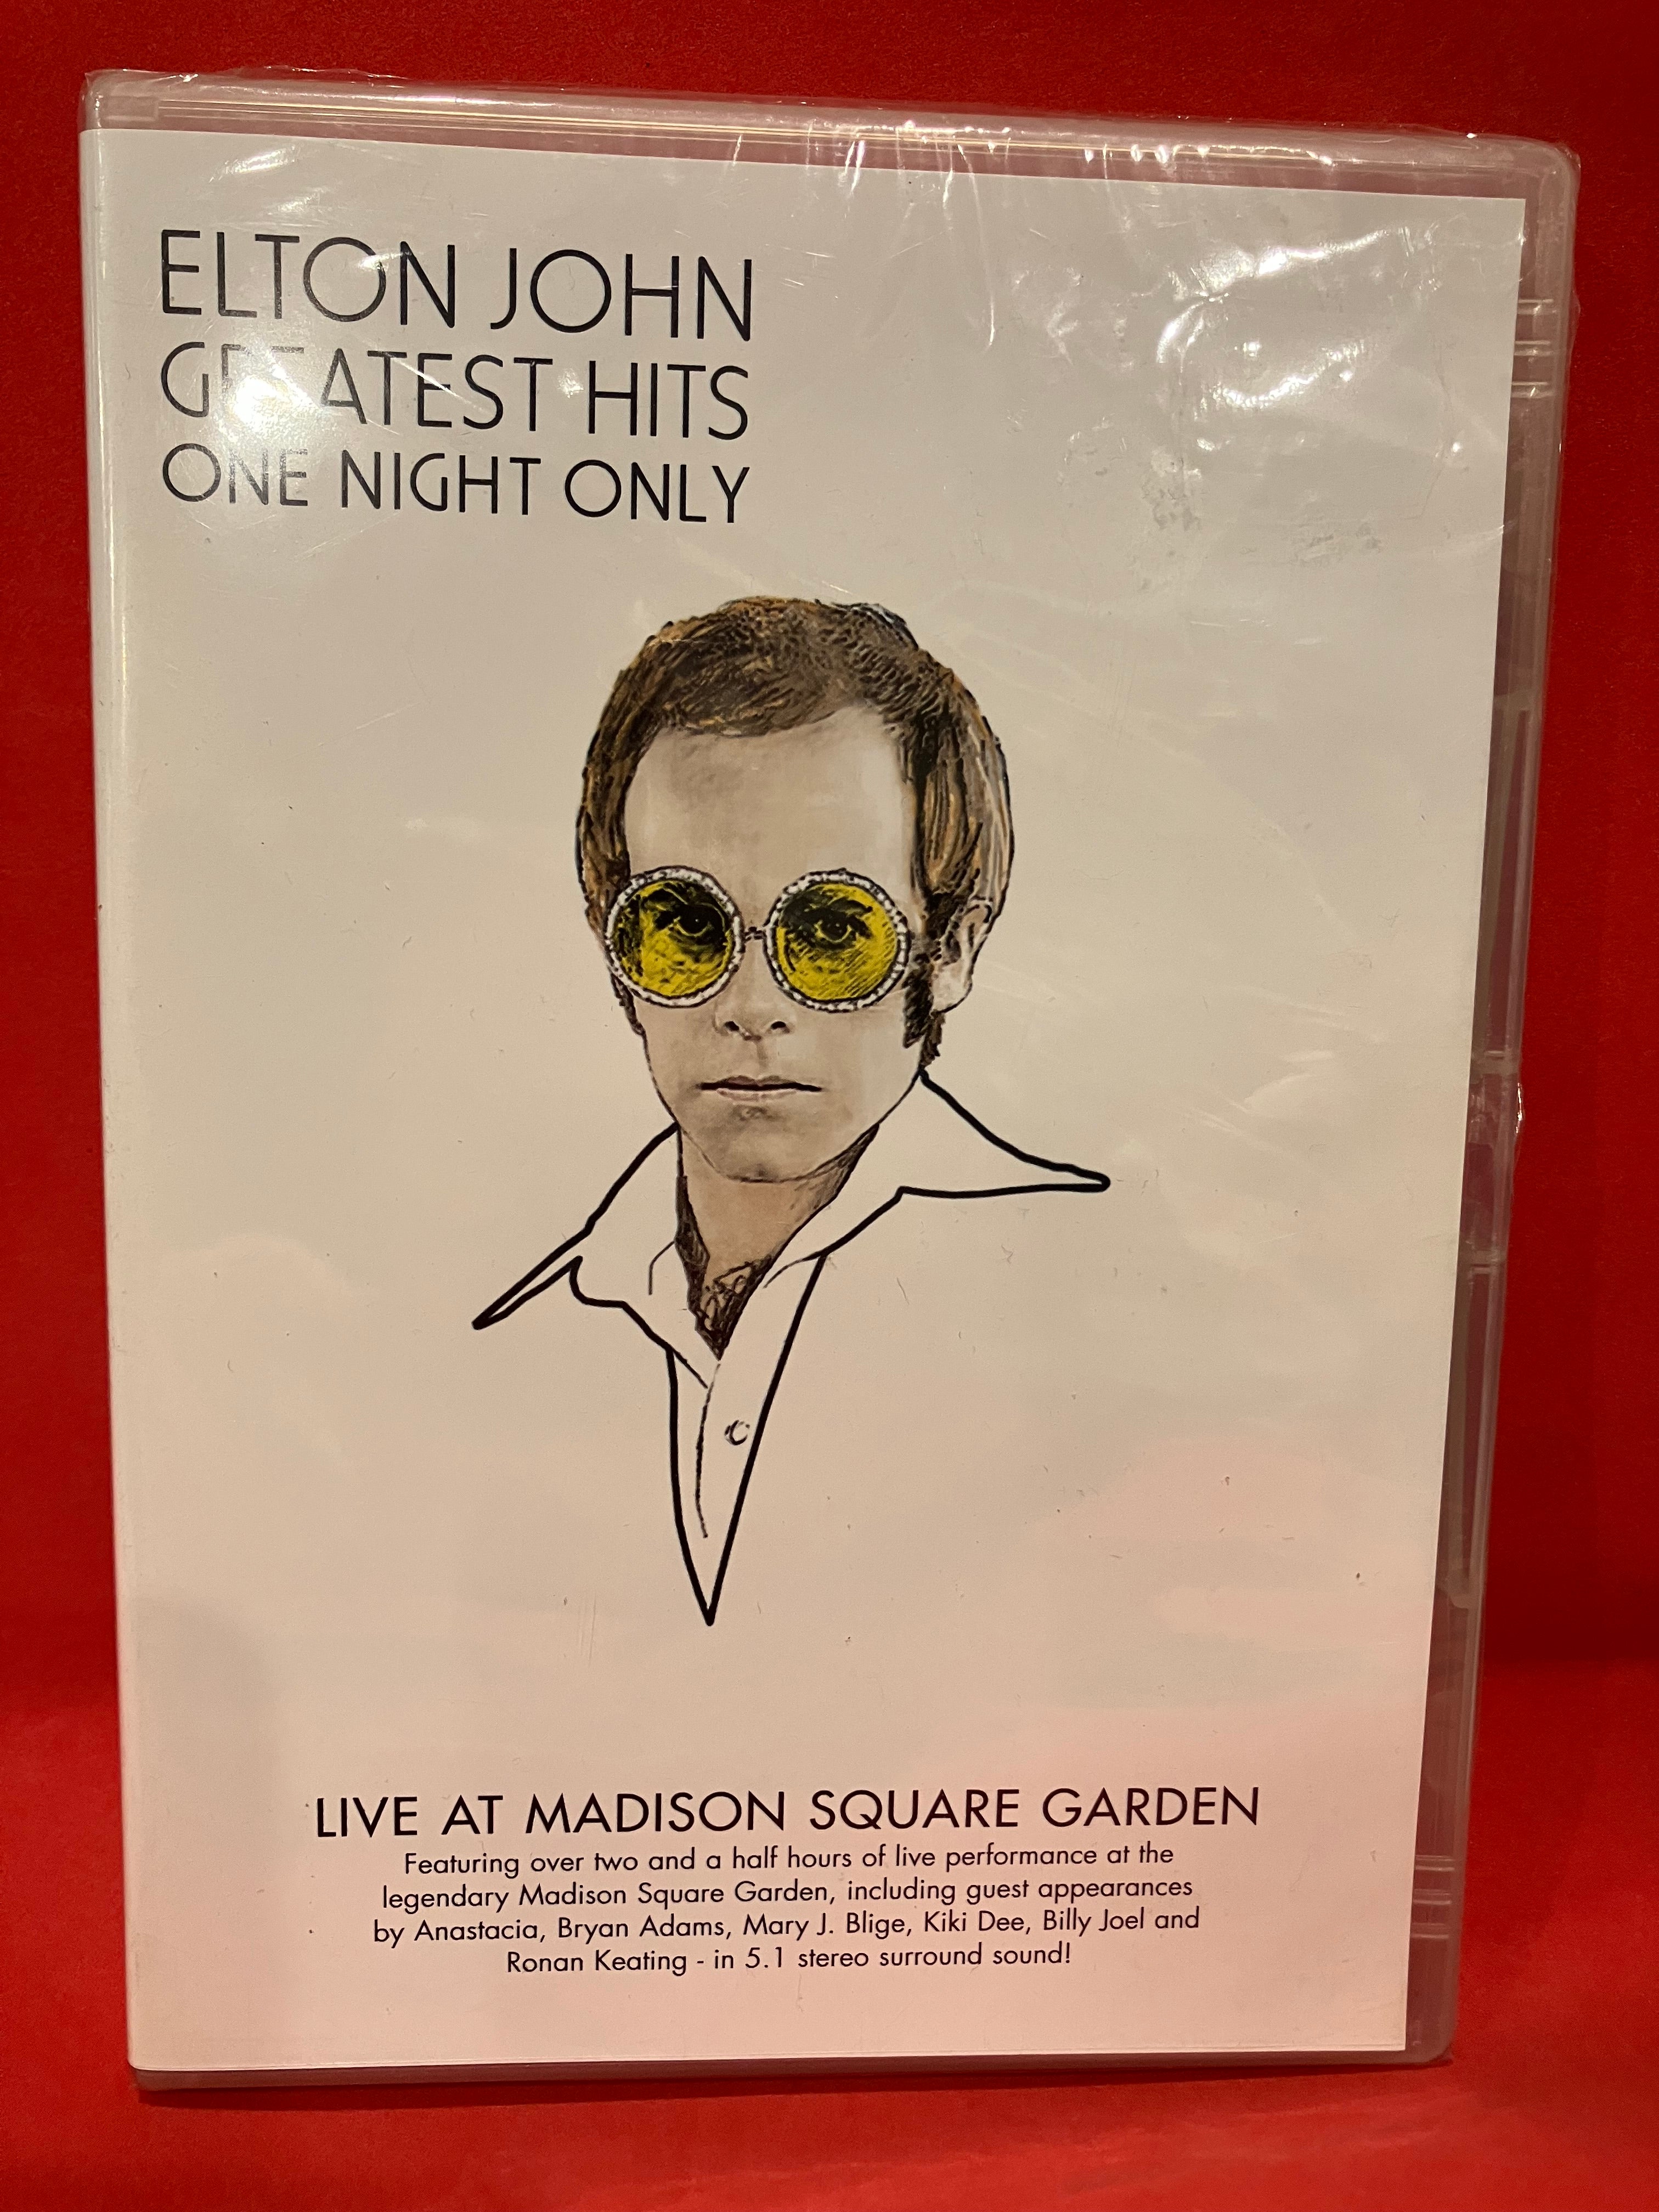 ELTON JOHN
GREATEST HITS
ONE NIGHT ONLY
LIVE AT MADISON SQUARE GARDEN
Featuring over two and a half hours of live performance at the
legendary Madison Square Garden, including guest appearances
by Anastacia, Bryan Adams, Mary J. Blige, Kiki Dee, Billy Joel and
Ronan Keating - in 5.1 stereo surround sound!